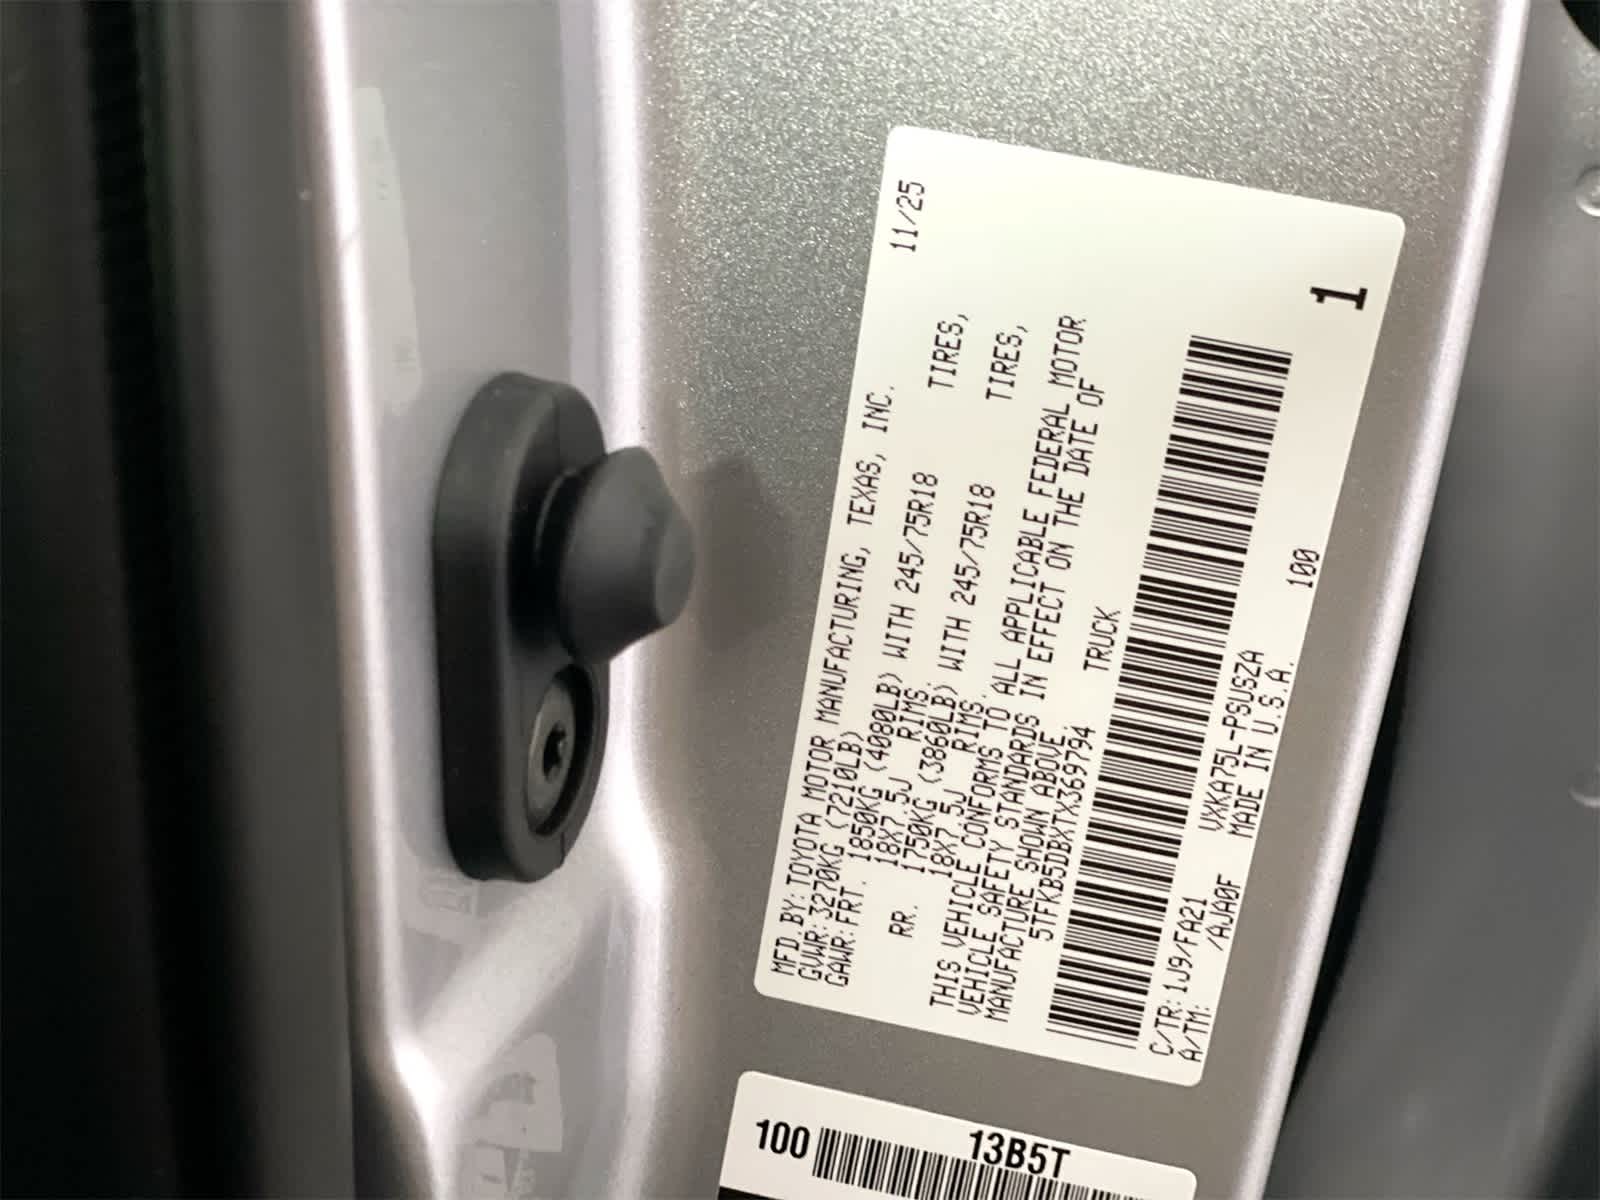 11/25
MFD.BY:TOYOTA MOTOR MANUFACTURING, TEXAS, INC.
GVWR:3270KG (7210LB)
GAWR:FRT. 1850KG (4080LB) WITH 245/75R18 TIRES,
18X7.5J RIMS.
RR. 1750KG (3860LB) WITH 245/75R18 TIRES,
18X7.5J RIMS.
THIS VEHICLE CONFORMS TO ALL APPLICABLE FEDERAL MOTOR
VEHICLE SAFETY STANDARDS IN EFFECT ON THE DATE OF
MANUFACTURE SHOWN ABOVE.
5TFKB5DBXTX369794 TRUCK
C/TR:1J9/FA21 VXKA75L-PSUSZA 100
A/TM: /AJA0F MADE IN U.S.A.
1
100 13B5T